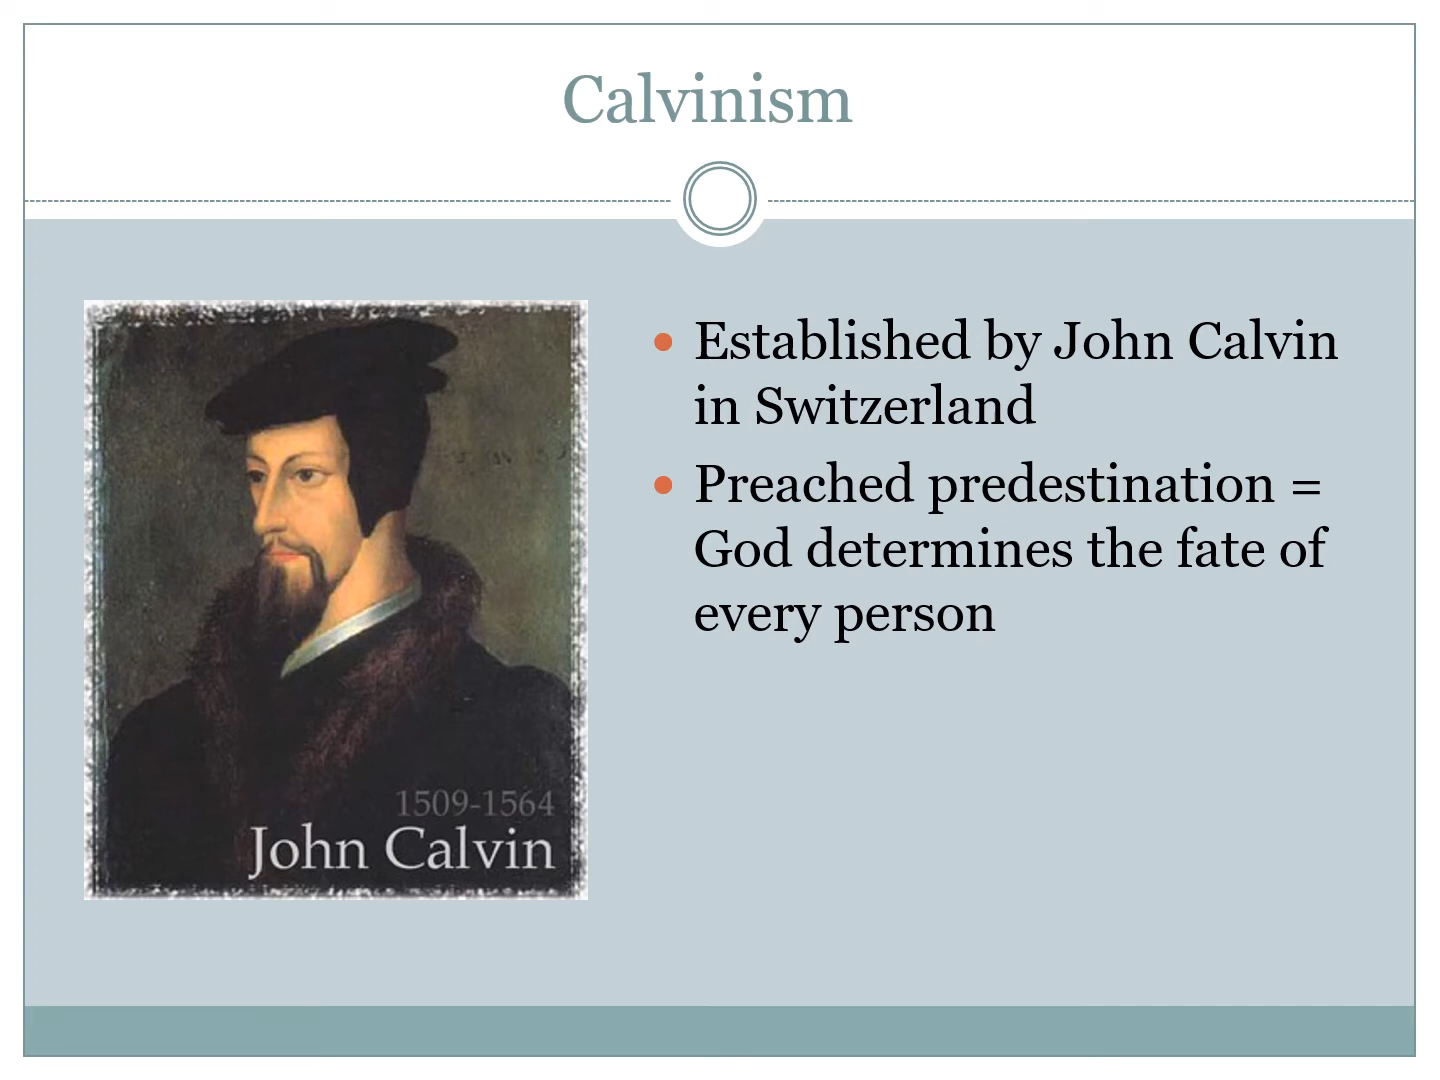 Calvinism
• Established by John Calvin
in Switzerland
• Preached predestination =
God determines the fate of
every person
1509-1564
John Calvin